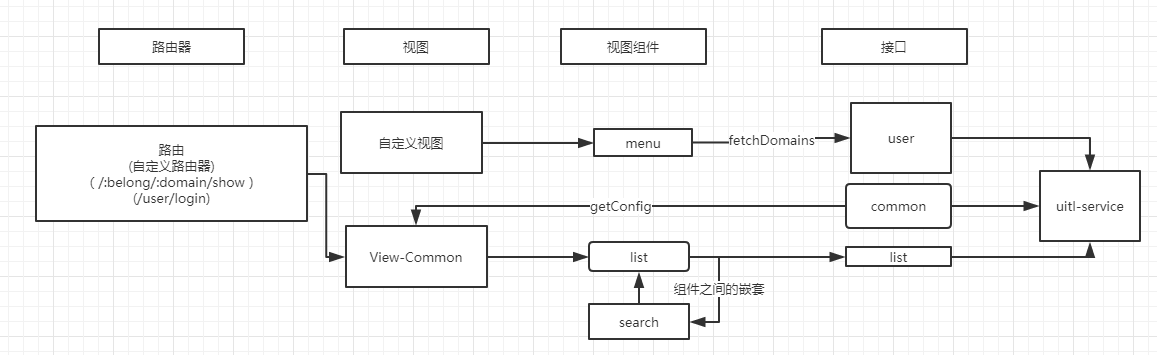 路由器
视图
视图组件
接口
路由
(自定义路由器)
( /:belong/:domain/show )
(/user/login)
自定义视图
menu
fetchDomains
user
getConfig
common
uitl-service
View-Common
list
list
组件之间的嵌套
search